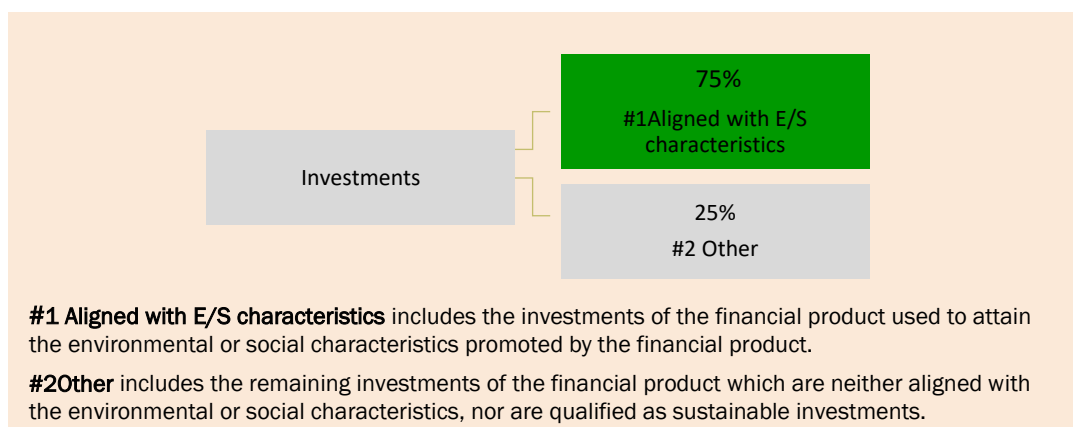 75%
#1Aligned with E/S
characteristics
Investments
25%
#2 Other
#1 Aligned with E/S characteristics includes the investments of the financial product used to attain
the environmental or social characteristics promoted by the financial product.
#2Other includes the remaining investments of the financial product which are neither aligned with
the environmental or social characteristics, nor are qualified as sustainable investments.